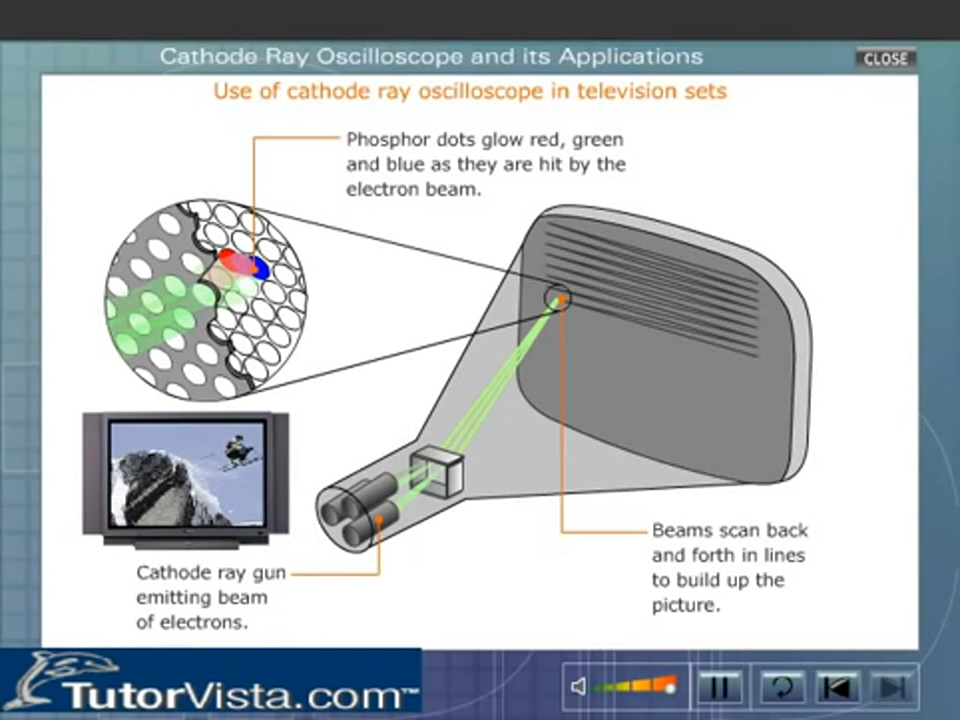 Cathode Ray Oscilloscope and its Applications
CLOSE
Use of cathode ray oscilloscope in television sets
Phosphor dots glow red, green
and blue as they are hit by the
electron beam.
Beams scan back
and forth in lines
to build up the
picture.
Cathode ray gun
emitting beam
of electrons.
TutorVista.com™